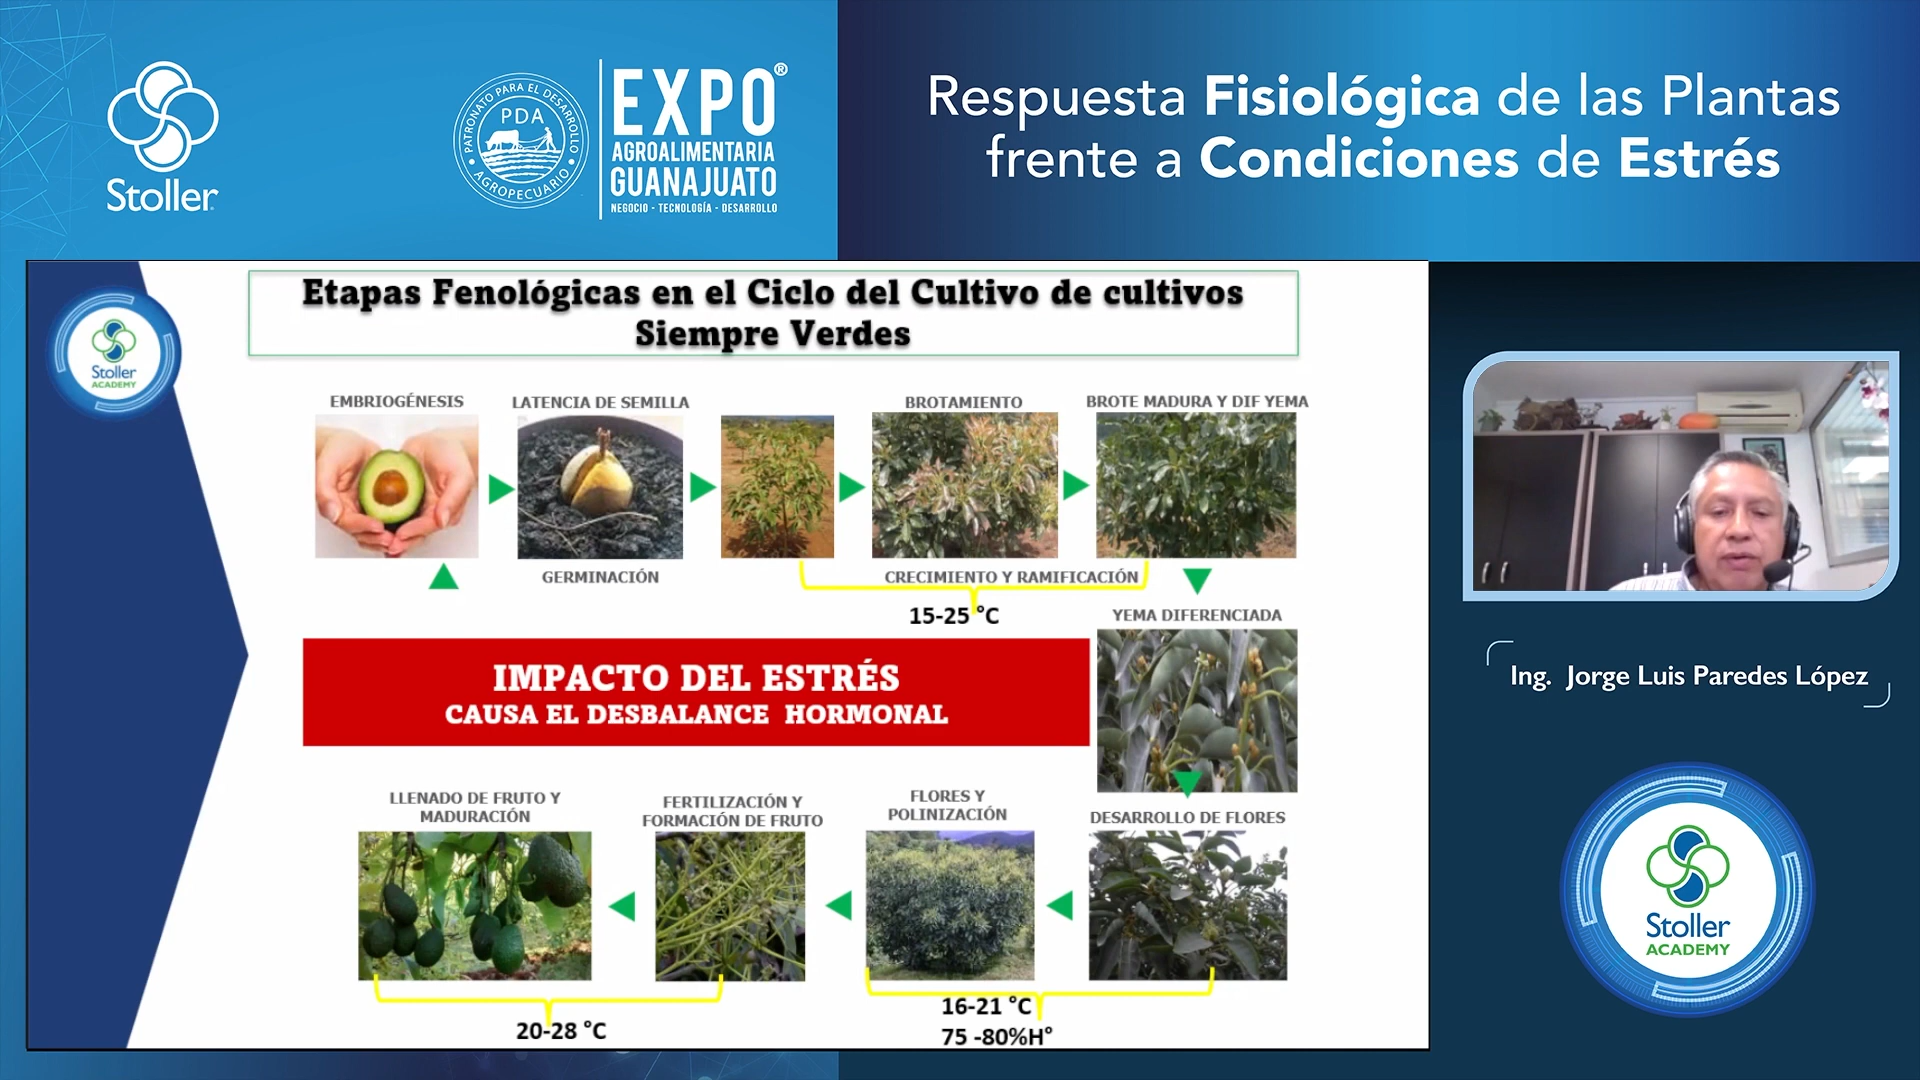 Stoller
PATRONATO PARA EL DESARROLLO
PDA
AGROPECUARIO
EXPO®
AGROALIMENTARIA
GUANAJUATO
NEGOCIO - TECNOLOGÍA - DESARROLLO
Respuesta Fisiológica de las Plantas
frente a Condiciones de Estrés
Stoller
ACADEMY
Etapas Fenológicas en el Ciclo del Cultivo de cultivos
Siempre Verdes
EMBRIOGÉNESIS
LATENCIA DE SEMILLA
BROTAMIENTO
BROTE MADURA Y DIF YEMA
GERMINACIÓN
CRECIMIENTO Y RAMIFICACIÓN
15-25 °C
YEMA DIFERENCIADA
IMPACTO DEL ESTRÉS
CAUSA EL DESBALANCE HORMONAL
LLENADO DE FRUTO Y
MADURACIÓN
FERTILIZACIÓN Y
FORMACIÓN DE FRUTO
FLORES Y
POLINIZACIÓN
DESARROLLO DE FLORES
20-28 °C
16-21 °C
75 -80%H°
Ing. Jorge Luis Paredes López
Stoller
ACADEMY